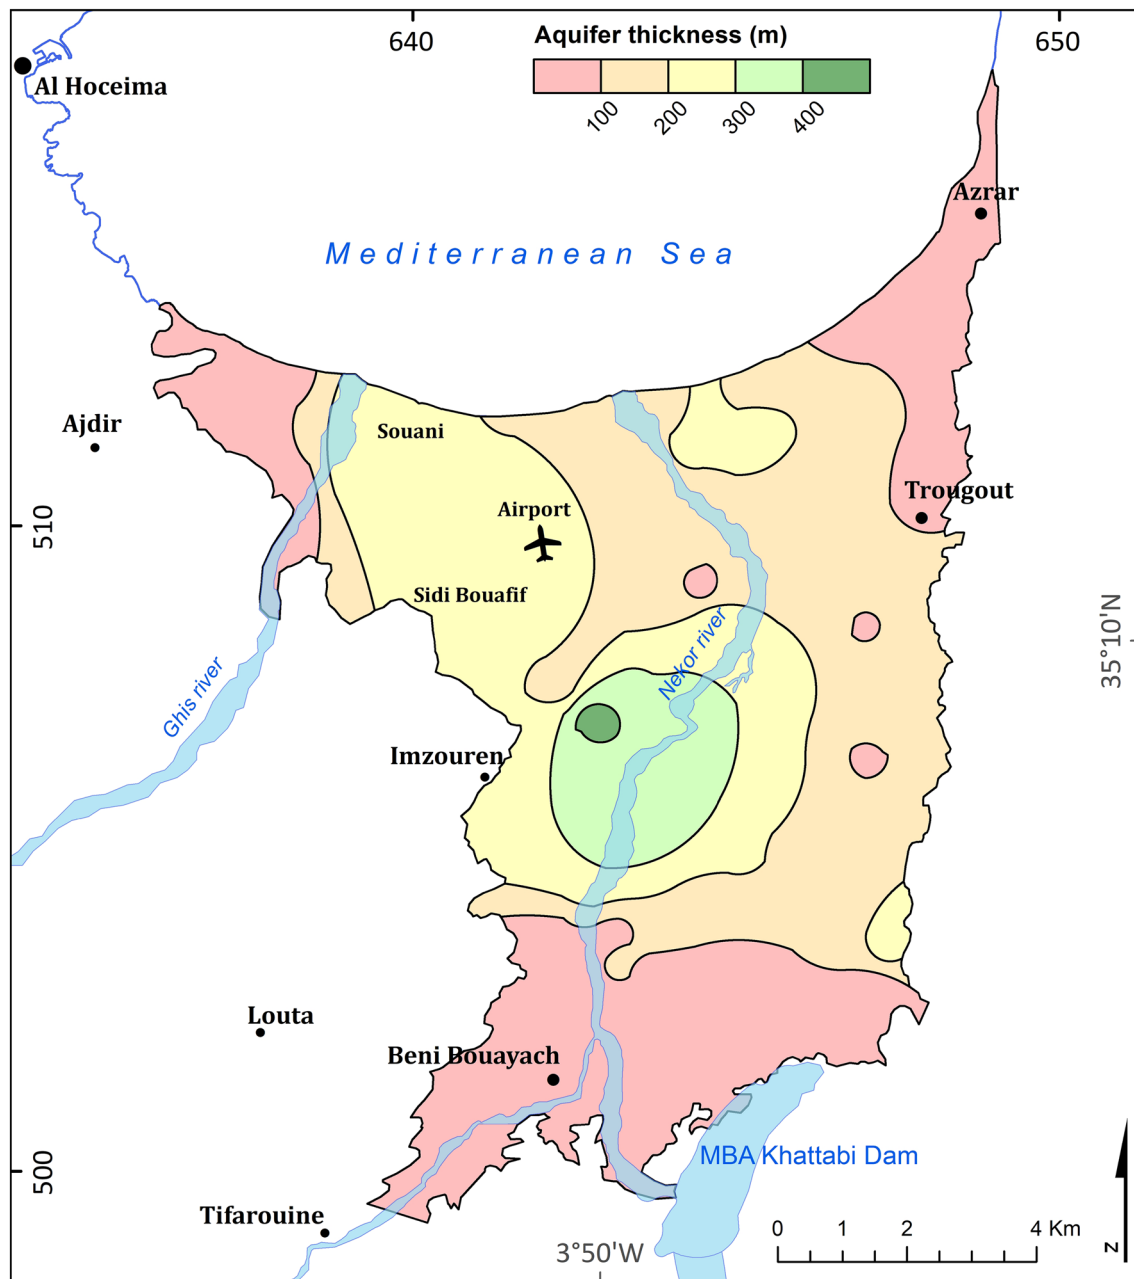 640
650
Aquifer thickness (m)
100
200
300
400
Al Hoceima
Azrar
Mediterranean Sea
Ajdir
Souani
Trougout
Airport
510
Sidi Bouafif
35°10'N
Nekor river
Ghis river
Imzouren
Louta
Beni Bouayach
MBA Khattabi Dam
500
Tifarouine
0 1 2 4 Km
3°50'W
N